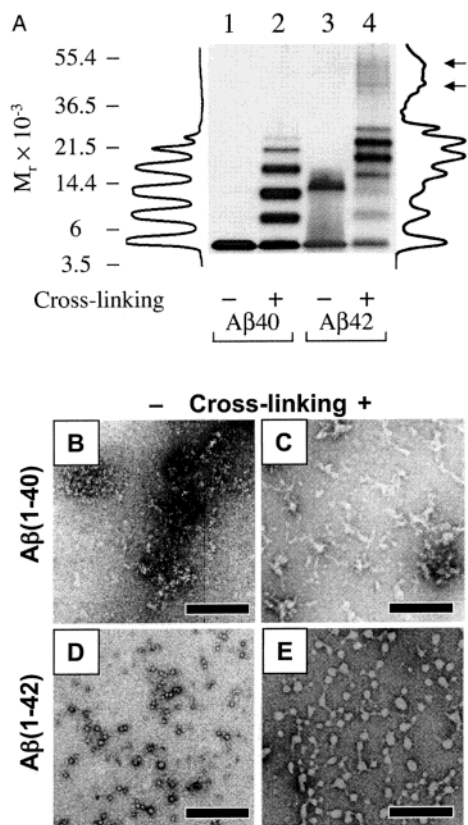 A
1 2 3 4
55.4 –
36.5 –
21.5 –
14.4 –
6 –
3.5 –
Mr × 10-3
Cross-linking – + – +
Aβ40 Aβ42
– Cross-linking +
Aβ(1-40)
B C
Aβ(1-42)
D E